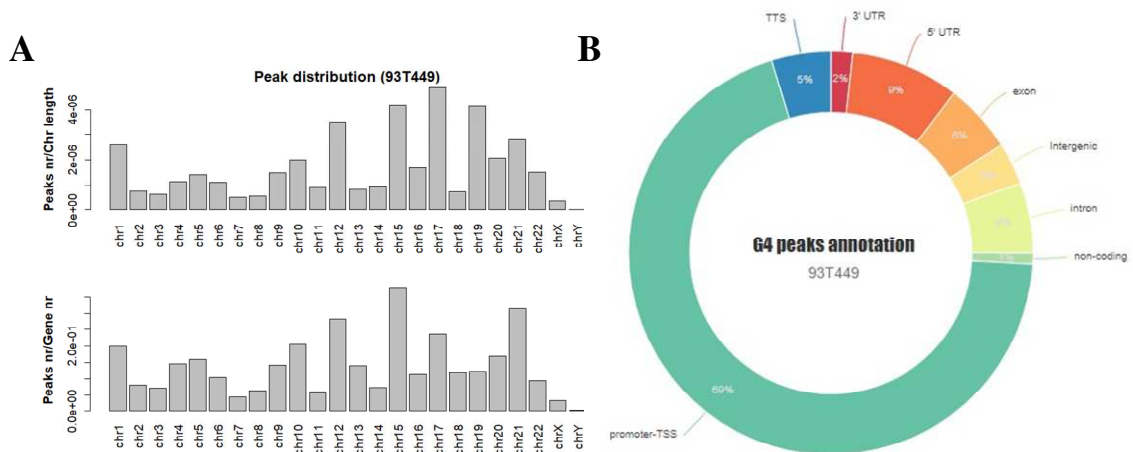 A
Peak distribution (93T449)
Peaks nr/Chr length
0e+00 2e-06 4e-06
chr1 chr2 chr3 chr4 chr5 chr6 chr7 chr8 chr9 chr10 chr11 chr12 chr13 chr14 chr15 chr16 chr17 chr18 chr19 chr20 chr21 chr22 chrX chrY
Peaks nr/Gene nr
0.0e+00 2.0e-01
chr1 chr2 chr3 chr4 chr5 chr6 chr7 chr8 chr9 chr10 chr11 chr12 chr13 chr14 chr15 chr16 chr17 chr18 chr19 chr20 chr21 chr22 chrX chrY
B
TTS
3' UTR
5' UTR
exon
Intergenic
intron
non-coding
promoter-TSS
5%
2%
9%
6%
1%
69%
G4 peaks annotation
93T449